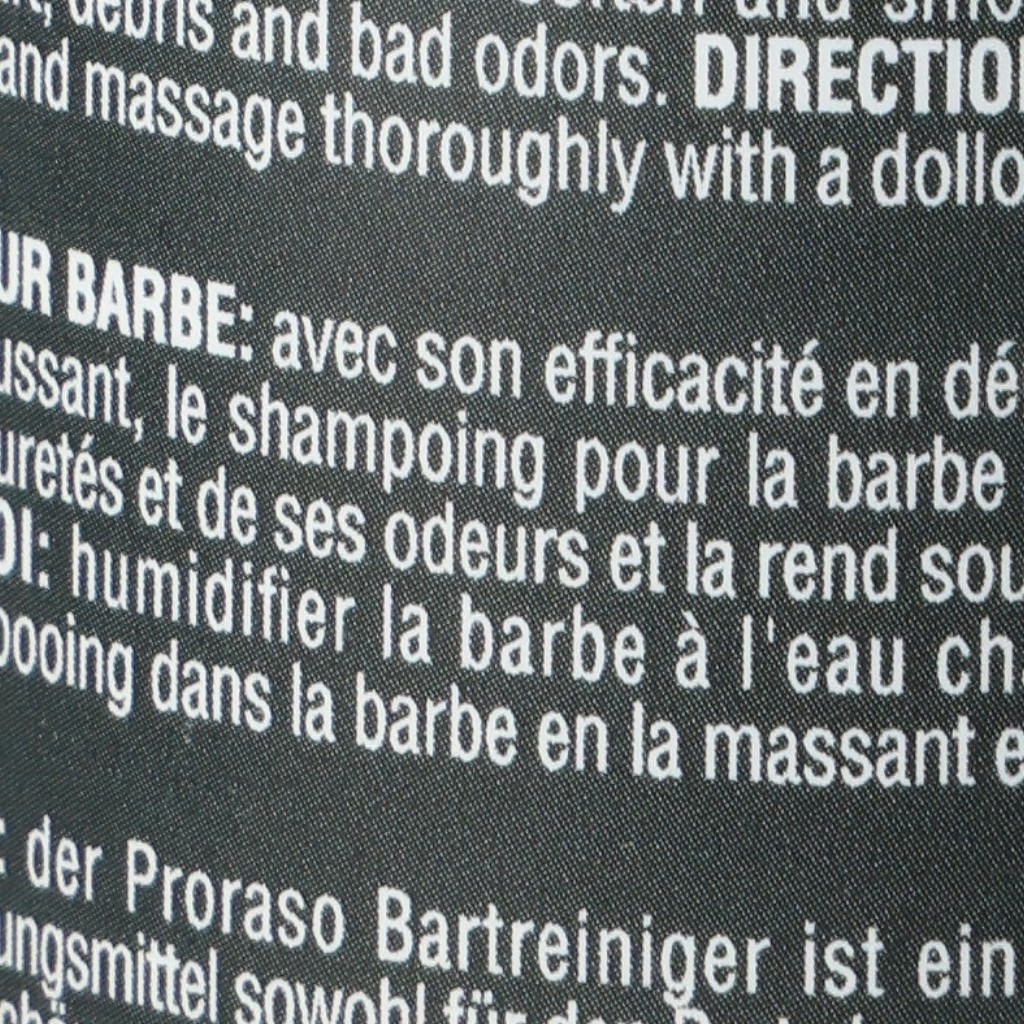 debris and bad odors. DIRECTIO
and massage thoroughly with a dollo
UR BARBE: avec son efficacité en dé
ussant, le shampoing pour la barbe
uretés et de ses odeurs et la rend sou
OI: humidifier la barbe à l'eau ch
pooing dans la barbe en la massant e
: der Proraso Bartreiniger ist ein
ungsmittel sowohl für den